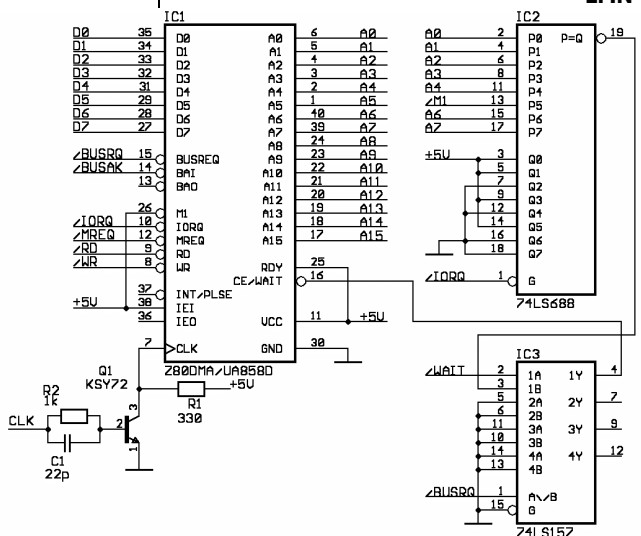 IC1
D0 35 D0 A0 6 A0
D1 34 D1 A1 5 A1
D2 33 D2 A2 4 A2
D3 32 D3 A3 3 A3
D4 31 D4 A4 2 A4
D5 29 D5 A5 1 A5
D6 28 D6 A6 40 A6
D7 27 D7 A7 39 A7
A8 24 A8
/BUSRQ 15 BUSREQ A9 23 A9
/BUSAK 14 BAI A10 22 A10
13 BAO A11 21 A11
A12 20 A12
26 M1 A13 19 A13
/IORQ 10 IORQ A14 18 A14
/MREQ 12 MREQ A15 17 A15
/RD 9 RD
/WR 8 WR RDY 25
CE/WAIT 16
37 INT/PLSE
+5V 38 IEI
36 IEO VCC 11 +5V
7 CLK GND 30
Z80DMA/UA858D
Q1
KSY72
R2
1k
CLK
C1
22p
2
3
1
+5V
R1
330
IC2
A0 2 P0 P=Q 19
A1 4 P1
A2 6 P2
A3 8 P3
A4 11 P4
/M1 13 P5
A6 15 P6
A7 17 P7
+5V 3 Q0
5 Q1
7 Q2
9 Q3
12 Q4
14 Q5
16 Q6
18 Q7
/IORQ 1 G
74LS688
IC3
/WAIT 2 1A 1Y 4
3 1B
5 2A 2Y 7
6 2B
11 3A 3Y 9
10 3B
14 4A 4Y 12
13 4B
/BUSRQ 1 A\/B
15 G
74LS157